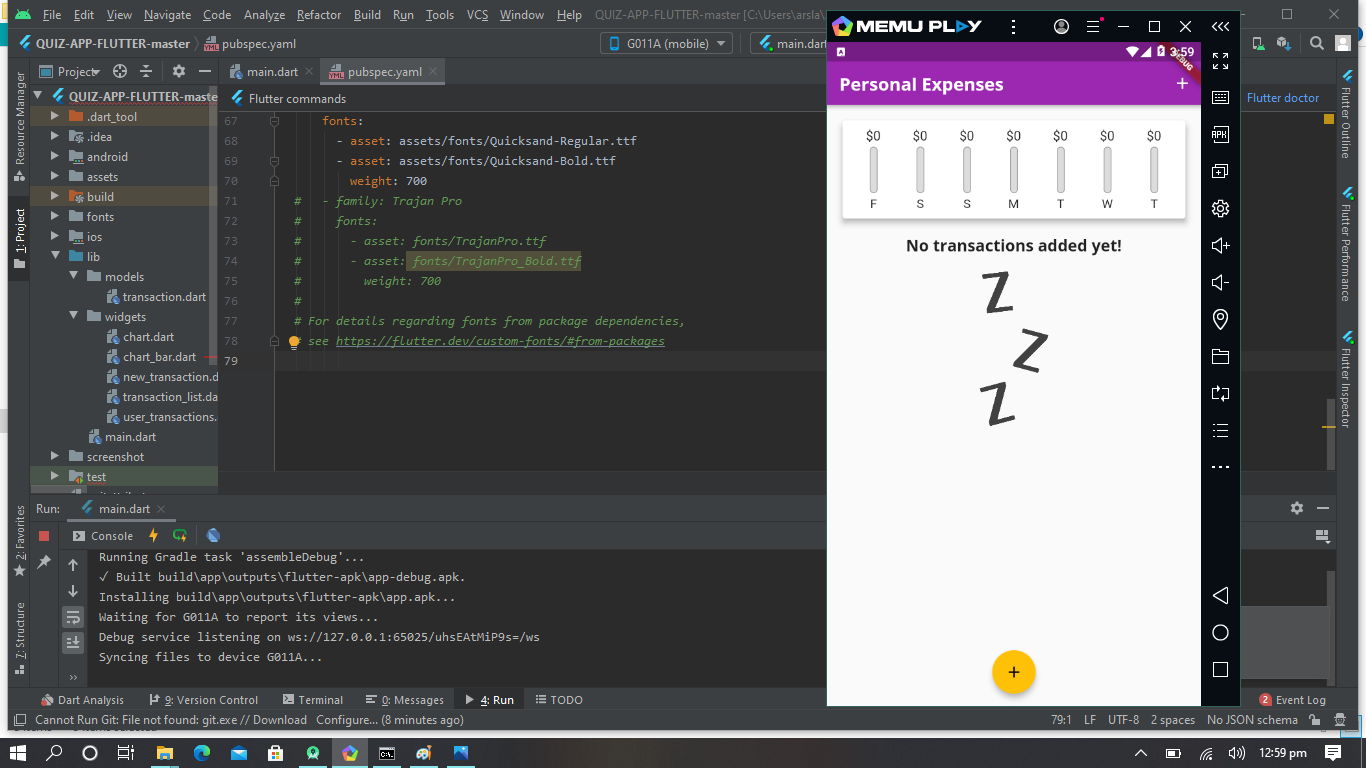 File Edit View Navigate Code Analyze Refactor Build Run Tools VCS Window Help QUIZ-APP-FLUTTER-master [C:\Users\arsla\
QUIZ-APP-FLUTTER-master pubspec.yaml G011A (mobile) main.dart
Project main.dart pubspec.yaml
Flutter commands Flutter doctor
Resource Manager
1: Project
2: Favorites
7: Structure
QUIZ-APP-FLUTTER-maste
.dart_tool
.idea
android
assets
build
fonts
ios
lib
models
transaction.dart
widgets
chart.dart
chart_bar.dart
new_transaction.d
transaction_list.da
user_transactions.
main.dart
screenshot
test
67 fonts:
68 - asset: assets/fonts/Quicksand-Regular.ttf
69 - asset: assets/fonts/Quicksand-Bold.ttf
70 weight: 700
71 # - family: Trajan Pro
72 # fonts:
73 # - asset: fonts/TrajanPro.ttf
74 # - asset: fonts/TrajanPro_Bold.ttf
75 # weight: 700
76 #
77 # For details regarding fonts from package dependencies,
78 see https://flutter.dev/custom-fonts/#from-packages
79
MEMU PLAY
A 3:59
DEBUG
Personal Expenses +
$0 $0 $0 $0 $0 $0 $0
F S S M T W T
No transactions added yet!
Z
Z
Z
+
APK
Flutter Outline
Flutter Performance
Flutter Inspector
Run: main.dart
Console
Running Gradle task 'assembleDebug'...
✓ Built build\app\outputs\flutter-apk\app-debug.apk.
Installing build\app\outputs\flutter-apk\app.apk...
Waiting for G011A to report its views...
Debug service listening on ws://127.0.0.1:65025/uhsEAtMiP9s=/ws
Syncing files to device G011A...
Dart Analysis 9: Version Control Terminal 0: Messages 4: Run TODO 2 Event Log
Cannot Run Git: File not found: git.exe // Download Configure... (8 minutes ago) 79:1 LF UTF-8 2 spaces No JSON schema
12:59 pm